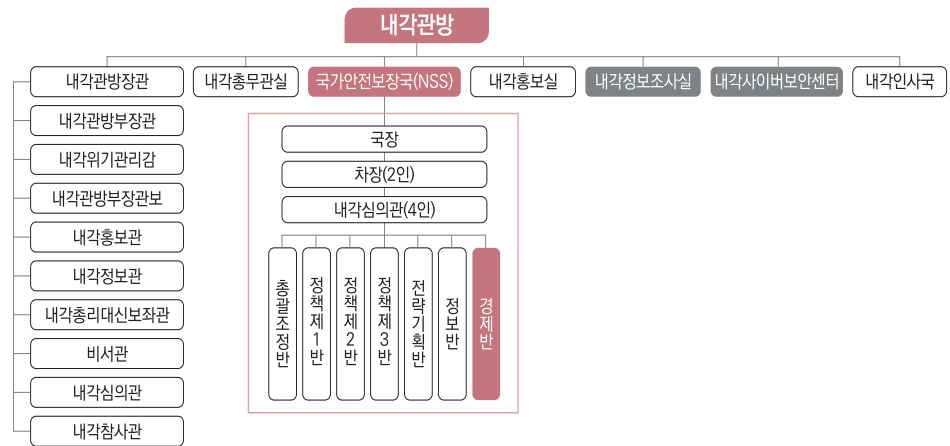 내각관방
내각관방장관
내각총무관실
국가안전보장국(NSS)
내각홍보실
내각정보조사실
내각사이버보안센터
내각인사국
내각관방부장관
내각위기관리감
내각관방부장관보
내각홍보관
내각정보관
내각총리대신보좌관
비서관
내각심의관
내각참사관
국장
차장(2인)
내각심의관(4인)
총괄조정반
정책제1반
정책제2반
정책제3반
전략기획반
정보반
경제반